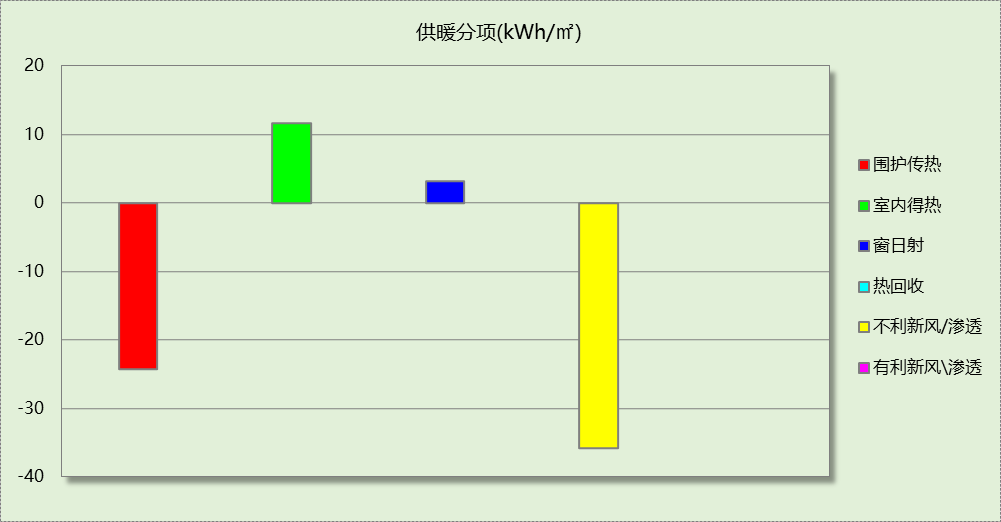 供暖分项(kWh/㎡)
20
10
0
-10
-20
-30
-40
围护传热
室内得热
窗日射
热回收
不利新风/渗透
有利新风\渗透